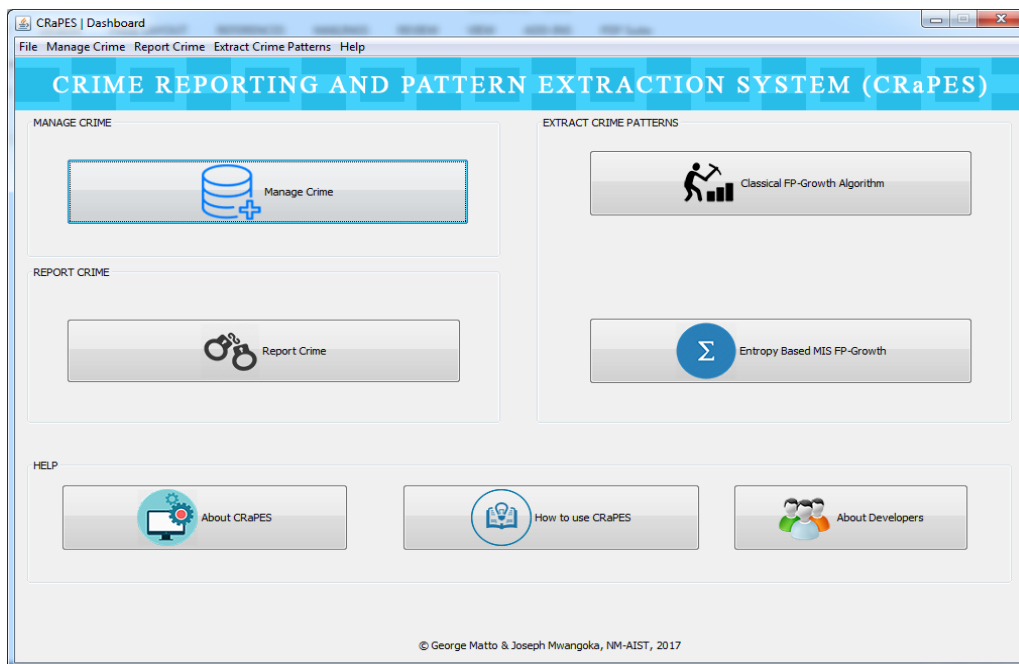 CRaPES | Dashboard
File Manage Crime Report Crime Extract Crime Patterns Help
CRIME REPORTING AND PATTERN EXTRACTION SYSTEM (CRaPES)
MANAGE CRIME
Manage Crime
REPORT CRIME
Report Crime
EXTRACT CRIME PATTERNS
Classical FP-Growth Algorithm
Σ
Entropy Based MIS FP-Growth
HELP
About CRaPES
How to use CRaPES
About Developers
© George Matto & Joseph Mwangoka, NM-AIST, 2017